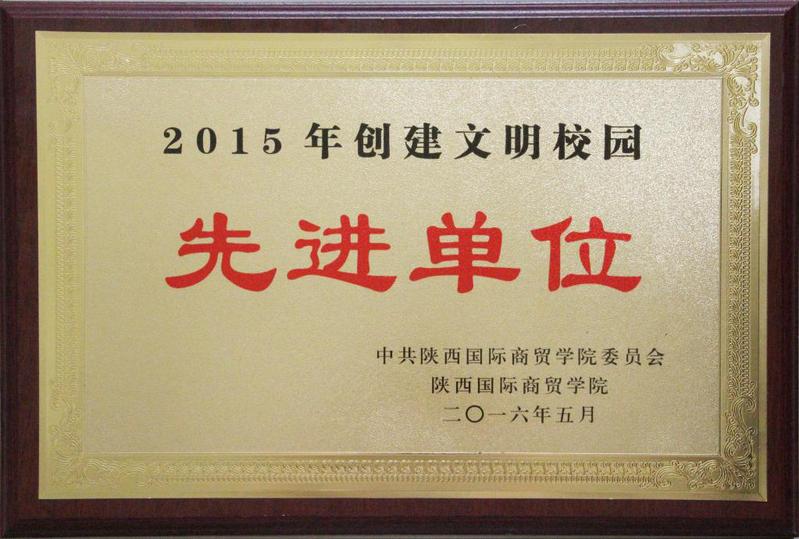 2015年创建文明校园
先进单位
中共陕西国际商贸学院委员会
陕西国际商贸学院
二〇一六年五月